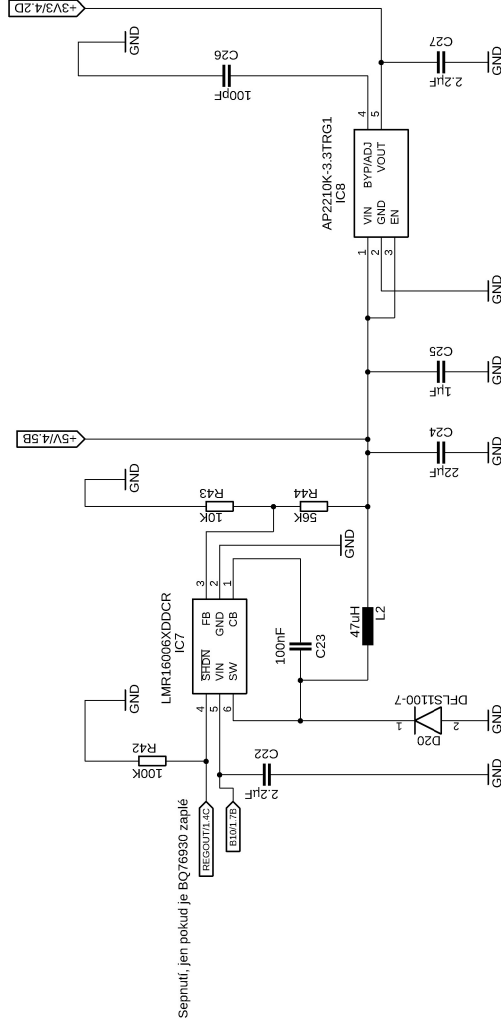 Sepnutí, jen pokud je BQ76930 zaplé
REGOUT/1.4C
B10/1.7B
R42
100K
GND
C22
2.2µF
GND
LMR16006XDDCR
IC7
4
SHDN
5
VIN
6
SW
FB
3
GND
2
CB
1
GND
C23
100nF
D20
DFLS1100-7
1
2
GND
L2
47uH
R43
10K
GND
R44
56K
+5V/4.5B
C24
22µF
GND
C25
1µF
GND
AP2210K-3.3TRG1
IC8
1
VIN
2
GND
3
EN
BYP/ADJ
4
VOUT
5
GND
C26
100pF
GND
C27
2.2µF
GND
+3V3/4.2D